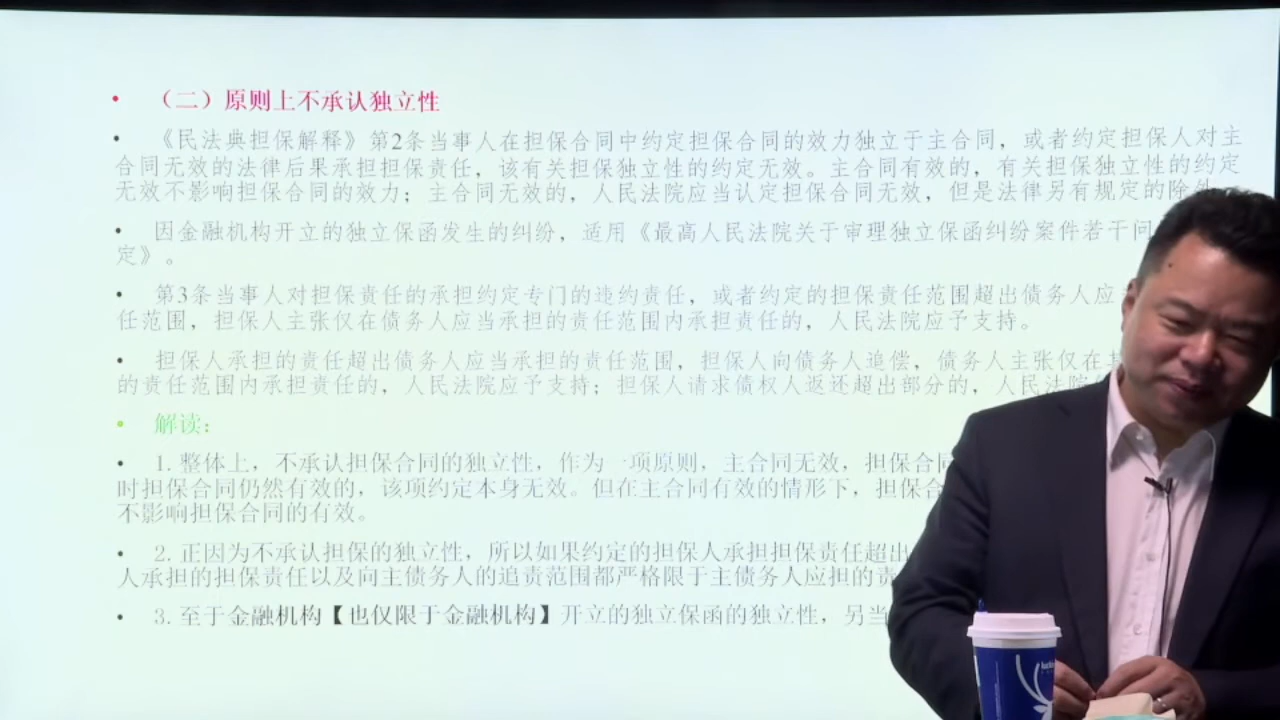 • （二）原则上不承认独立性
• 《民法典担保解释》第2条当事人在担保合同中约定担保合同的效力独立于主合同，或者约定担保人对主
合同无效的法律后果承担担保责任，该有关担保独立性的约定无效。主合同有效的，有关担保独立性的约定
无效不影响担保合同的效力；主合同无效的，人民法院应当认定担保合同无效，但是法律另有规定的除外
• 因金融机构开立的独立保函发生的纠纷，适用《最高人民法院关于审理独立保函纠纷案件若干问
定》。
• 第3条当事人对担保责任的承担约定专门的违约责任，或者约定的担保责任范围超出债务人应
任范围，担保人主张仅在债务人应当承担的责任范围内承担责任的，人民法院应予支持。
• 担保人承担的责任超出债务人应当承担的责任范围，担保人向债务人追偿，债务人主张仅在其
的责任范围内承担责任的，人民法院应予支持；担保人请求债权人返还超出部分的，人民法院
• 解读：
• 1. 整体上，不承认担保合同的独立性，作为一项原则，主合同无效，担保合同
时担保合同仍然有效的，该项约定本身无效。但在主合同有效的情形下，担保合
不影响担保合同的有效。
• 2. 正因为不承认担保的独立性，所以如果约定的担保人承担担保责任超出
人承担的担保责任以及向主债务人的追责范围都严格限于主债务人应担的责
• 3. 至于金融机构【也仅限于金融机构】开立的独立保函的独立性，另当